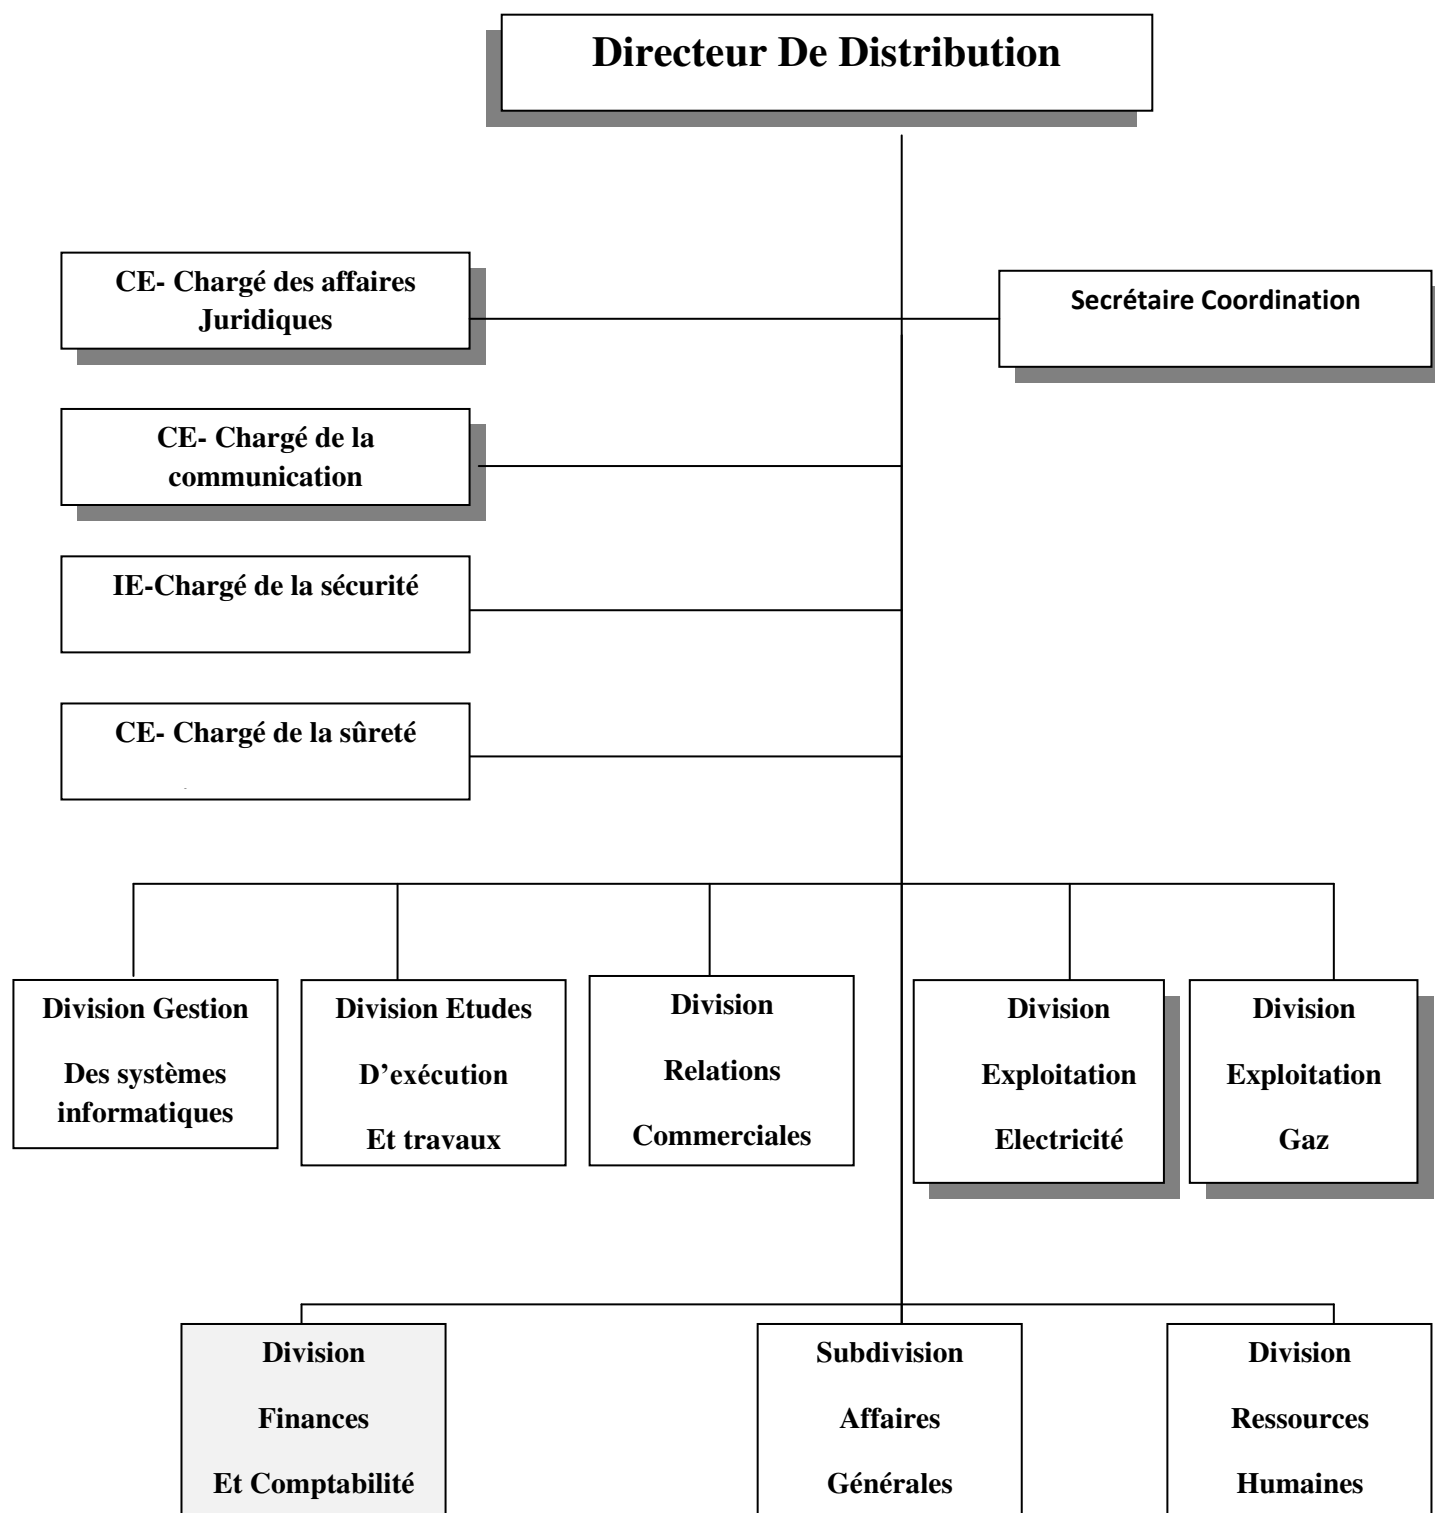 Directeur De Distribution
CE- Chargé des affaires
Juridiques
Secrétaire Coordination
CE- Chargé de la
communication
IE-Chargé de la sécurité
CE- Chargé de la sûreté
Division Gestion
Des systèmes
informatiques
Division Etudes
D’exécution
Et travaux
Division
Relations
Commerciales
Division
Exploitation
Electricité
Division
Exploitation
Gaz
Division
Finances
Et Comptabilité
Subdivision
Affaires
Générales
Division
Ressources
Humaines